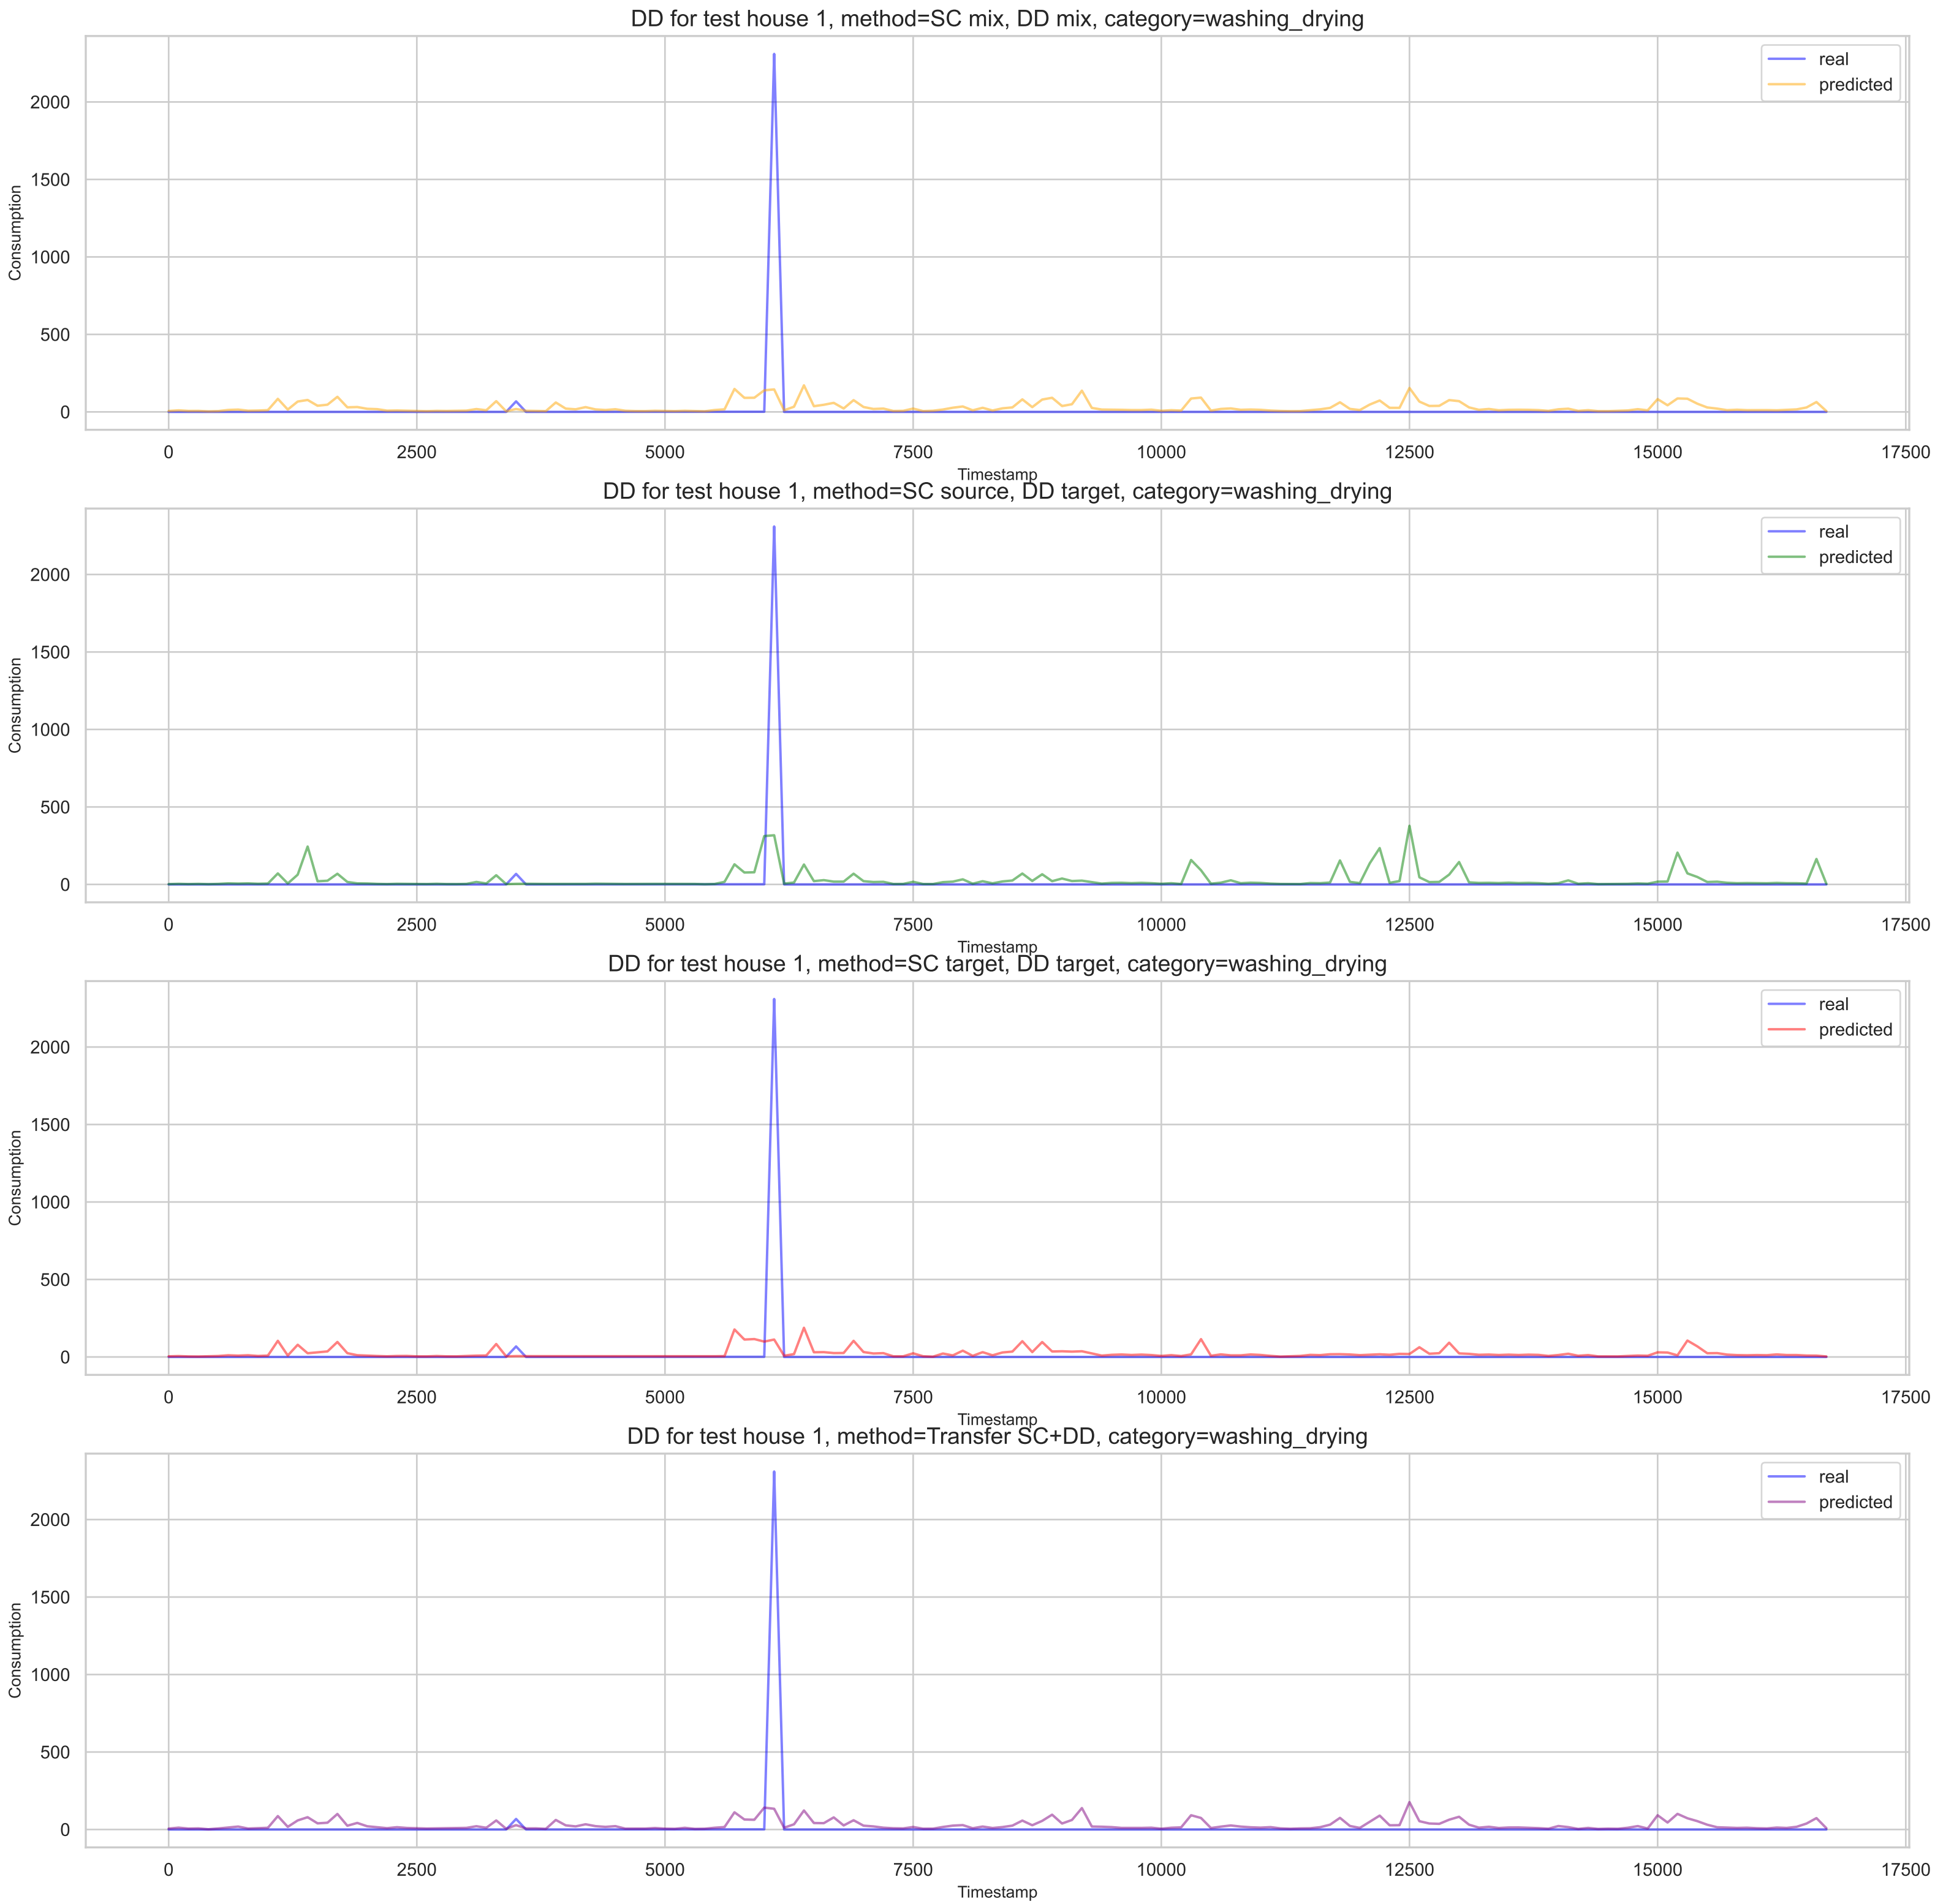 DD for test house 1, method=SC mix, DD mix, category=washing_drying
real
predicted
Consumption
2000
1500
1000
500
0
0 2500 5000 7500 10000 12500 15000 17500
Timestamp
DD for test house 1, method=SC source, DD target, category=washing_drying
real
predicted
Consumption
2000
1500
1000
500
0
0 2500 5000 7500 10000 12500 15000 17500
Timestamp
DD for test house 1, method=SC target, DD target, category=washing_drying
real
predicted
Consumption
2000
1500
1000
500
0
0 2500 5000 7500 10000 12500 15000 17500
Timestamp
DD for test house 1, method=Transfer SC+DD, category=washing_drying
real
predicted
Consumption
2000
1500
1000
500
0
0 2500 5000 7500 10000 12500 15000 17500
Timestamp